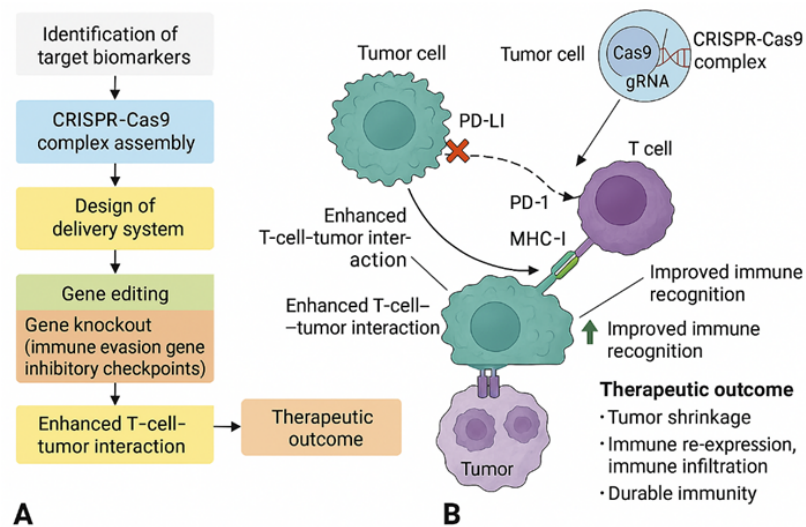 Identification of
target biomarkers
CRISPR-Cas9
complex assembly
Design of
delivery system
Gene editing
Gene knockout
(immune evasion gene
inhibitory checkpoints)
Enhanced T-cell–
tumor interaction
Therapeutic
outcome
A
Tumor cell
PD-LI
Tumor cell
Cas9
gRNA
CRISPR-Cas9
complex
T cell
PD-1
MHC-I
Enhanced
T-cell–tumor inter-
action
Enhanced T-cell–
–tumor interaction
Improved immune
recognition
Improved immune
recognition
Tumor
Therapeutic outcome
· Tumor shrinkage
· Immune re-expression,
immune infiltration
· Durable immunity
B